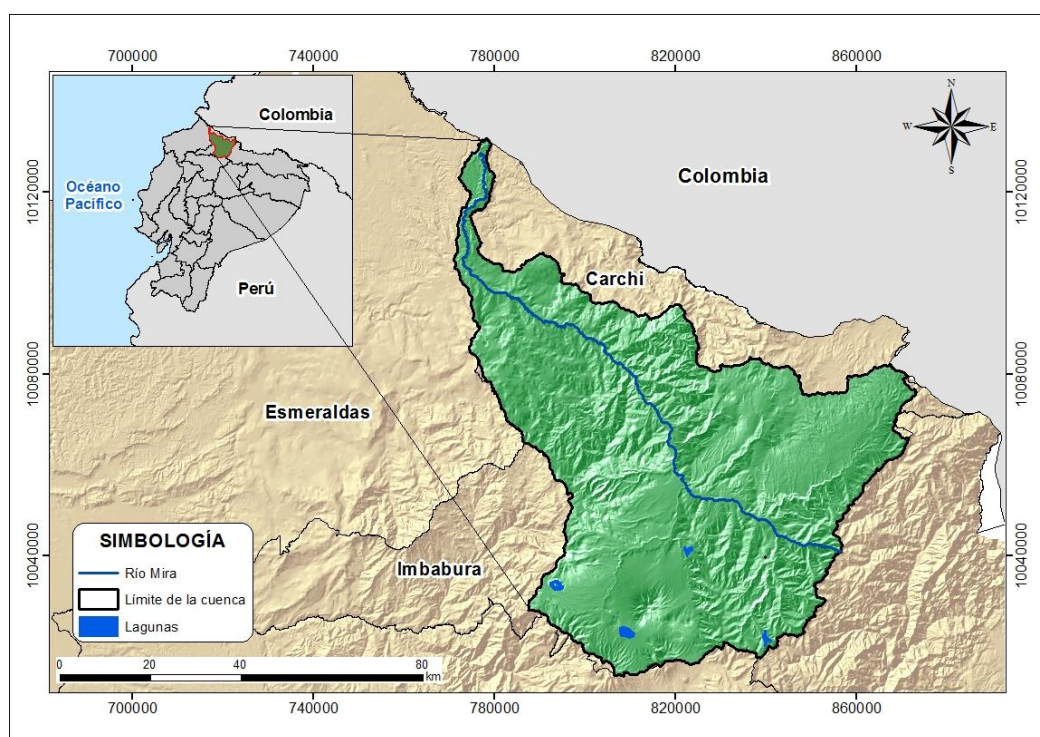 700000 740000 780000 820000 860000
Colombia
Océano
Pacífico
Perú
N
W E
S
Colombia
Carchi
Esmeraldas
Imbabura
10120000
10080000
10040000
10120000
10080000
10040000
SIMBOLOGÍA
Río Mira
Límite de la cuenca
Lagunas
0 20 40 80
km
700000 740000 780000 820000 860000